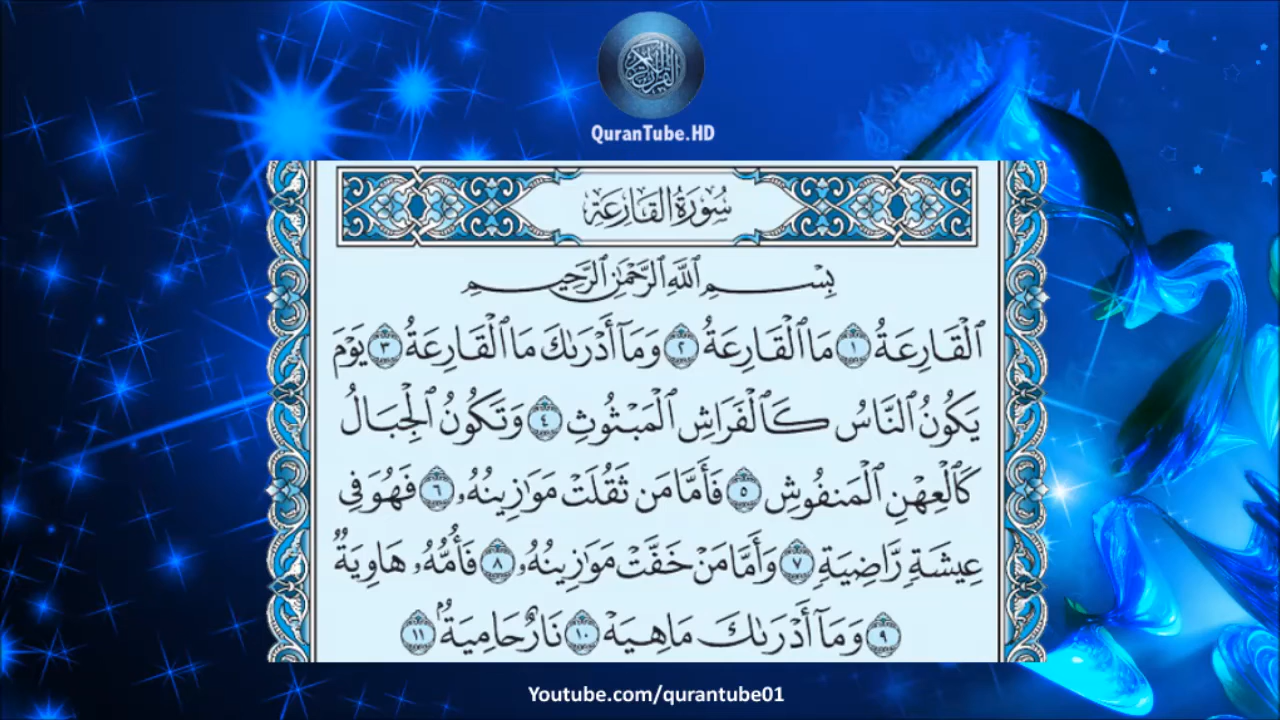 القرآن الكريم
QuranTube.HD
سُورَةُ القَارِعَة
بِسْمِ ٱللَّهِ ٱلرَّحْمَٰنِ ٱلرَّحِيمِ
ٱلْقَارِعَةُ ١ مَا ٱلْقَارِعَةُ ٢ وَمَآ أَدْرَىٰكَ مَا ٱلْقَارِعَةُ ٣ يَوْمَ
يَكُونُ ٱلنَّاسُ كَٱلْفَرَاشِ ٱلْمَبْثُوثِ ٤ وَتَكُونُ ٱلْجِبَالُ
كَٱلْعِهْنِ ٱلْمَنفُوشِ ٥ فَأَمَّا مَن ثَقُلَتْ مَوَٰزِينُهُۥ ٦ فَهُوَ فِى
عِيشَةٍ رَّاضِيَةٍ ٧ وَأَمَّا مَنْ خَفَّتْ مَوَٰزِينُهُۥ ٨ فَأُمُّهُۥ هَاوِيَةٌ
٩ وَمَآ أَدْرَىٰكَ مَا هِيَهْ ١٠ نَارٌ حَامِيَةٌۢ ١١
Youtube.com/qurantube01